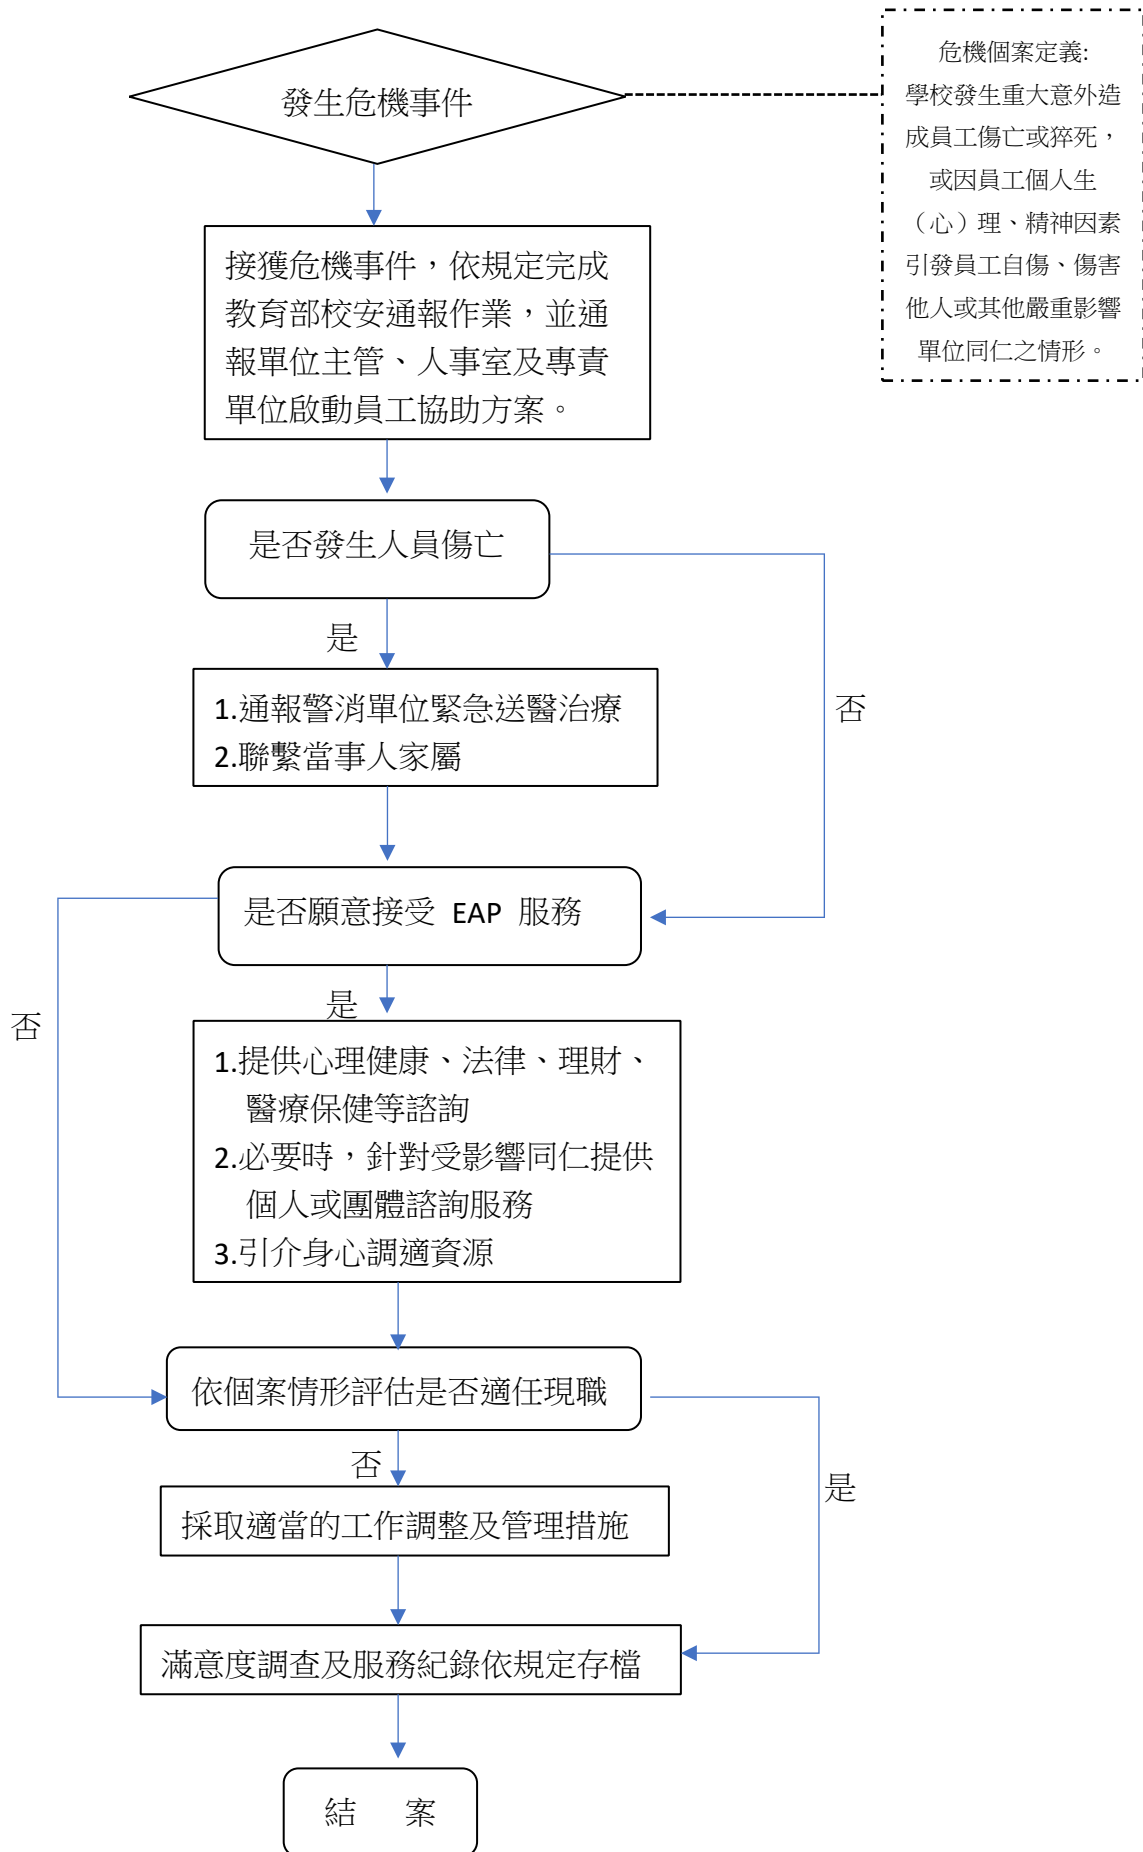 發生危機事件
危機個案定義:
學校發生重大意外造
成員工傷亡或猝死，
或因員工個人生
（心）理、精神因素
引發員工自傷、傷害
他人或其他嚴重影響
單位同仁之情形。
接獲危機事件，依規定完成
教育部校安通報作業，並通
報單位主管、人事室及專責
單位啟動員工協助方案。
是否發生人員傷亡
是
否
1.通報警消單位緊急送醫治療
2.聯繫當事人家屬
是否願意接受 EAP 服務
是
否
1.提供心理健康、法律、理財、
醫療保健等諮詢
2.必要時，針對受影響同仁提供
個人或團體諮詢服務
3.引介身心調適資源
依個案情形評估是否適任現職
否
是
採取適當的工作調整及管理措施
滿意度調查及服務紀錄依規定存檔
結 案